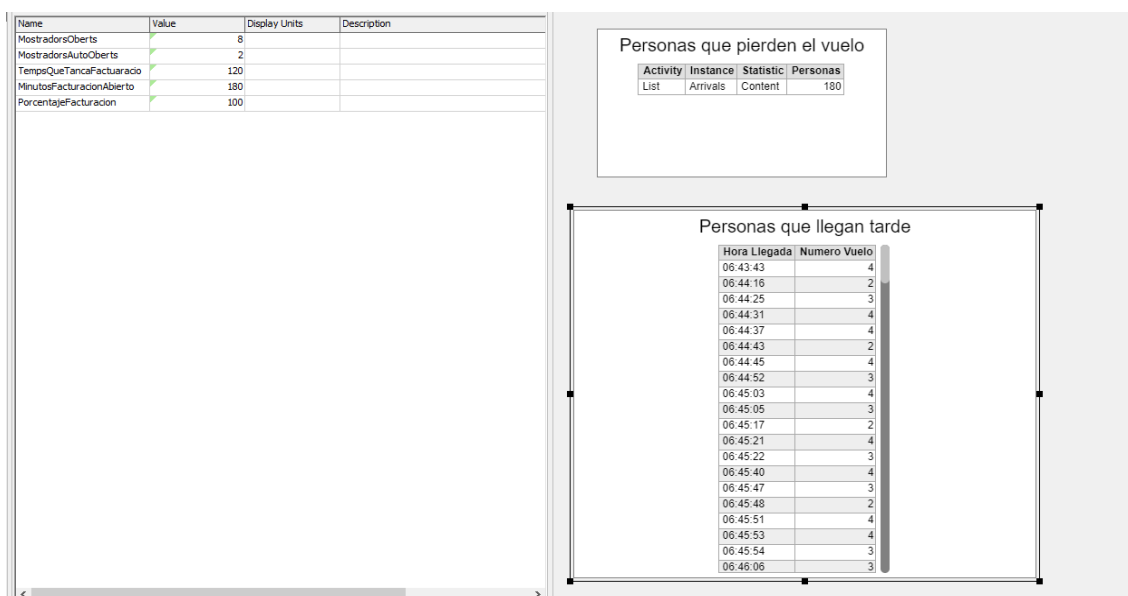 Name Value Display Units Description
MostradorsOberts 8
MostradorsAutoOberts 2
TempsQueTancaFactuaracio 120
MinutosFacturacionAbierto 180
PorcentajeFacturacion 100
Personas que pierden el vuelo
Activity Instance Statistic Personas
List Arrivals Content 180
Personas que llegan tarde
Hora Llegada Numero Vuelo
06:43:43 4
06:44:16 2
06:44:25 3
06:44:31 4
06:44:37 4
06:44:43 2
06:44:45 4
06:44:52 3
06:45:03 4
06:45:05 3
06:45:17 2
06:45:21 4
06:45:22 3
06:45:40 4
06:45:47 3
06:45:48 2
06:45:51 4
06:45:53 4
06:45:54 3
06:46:06 3